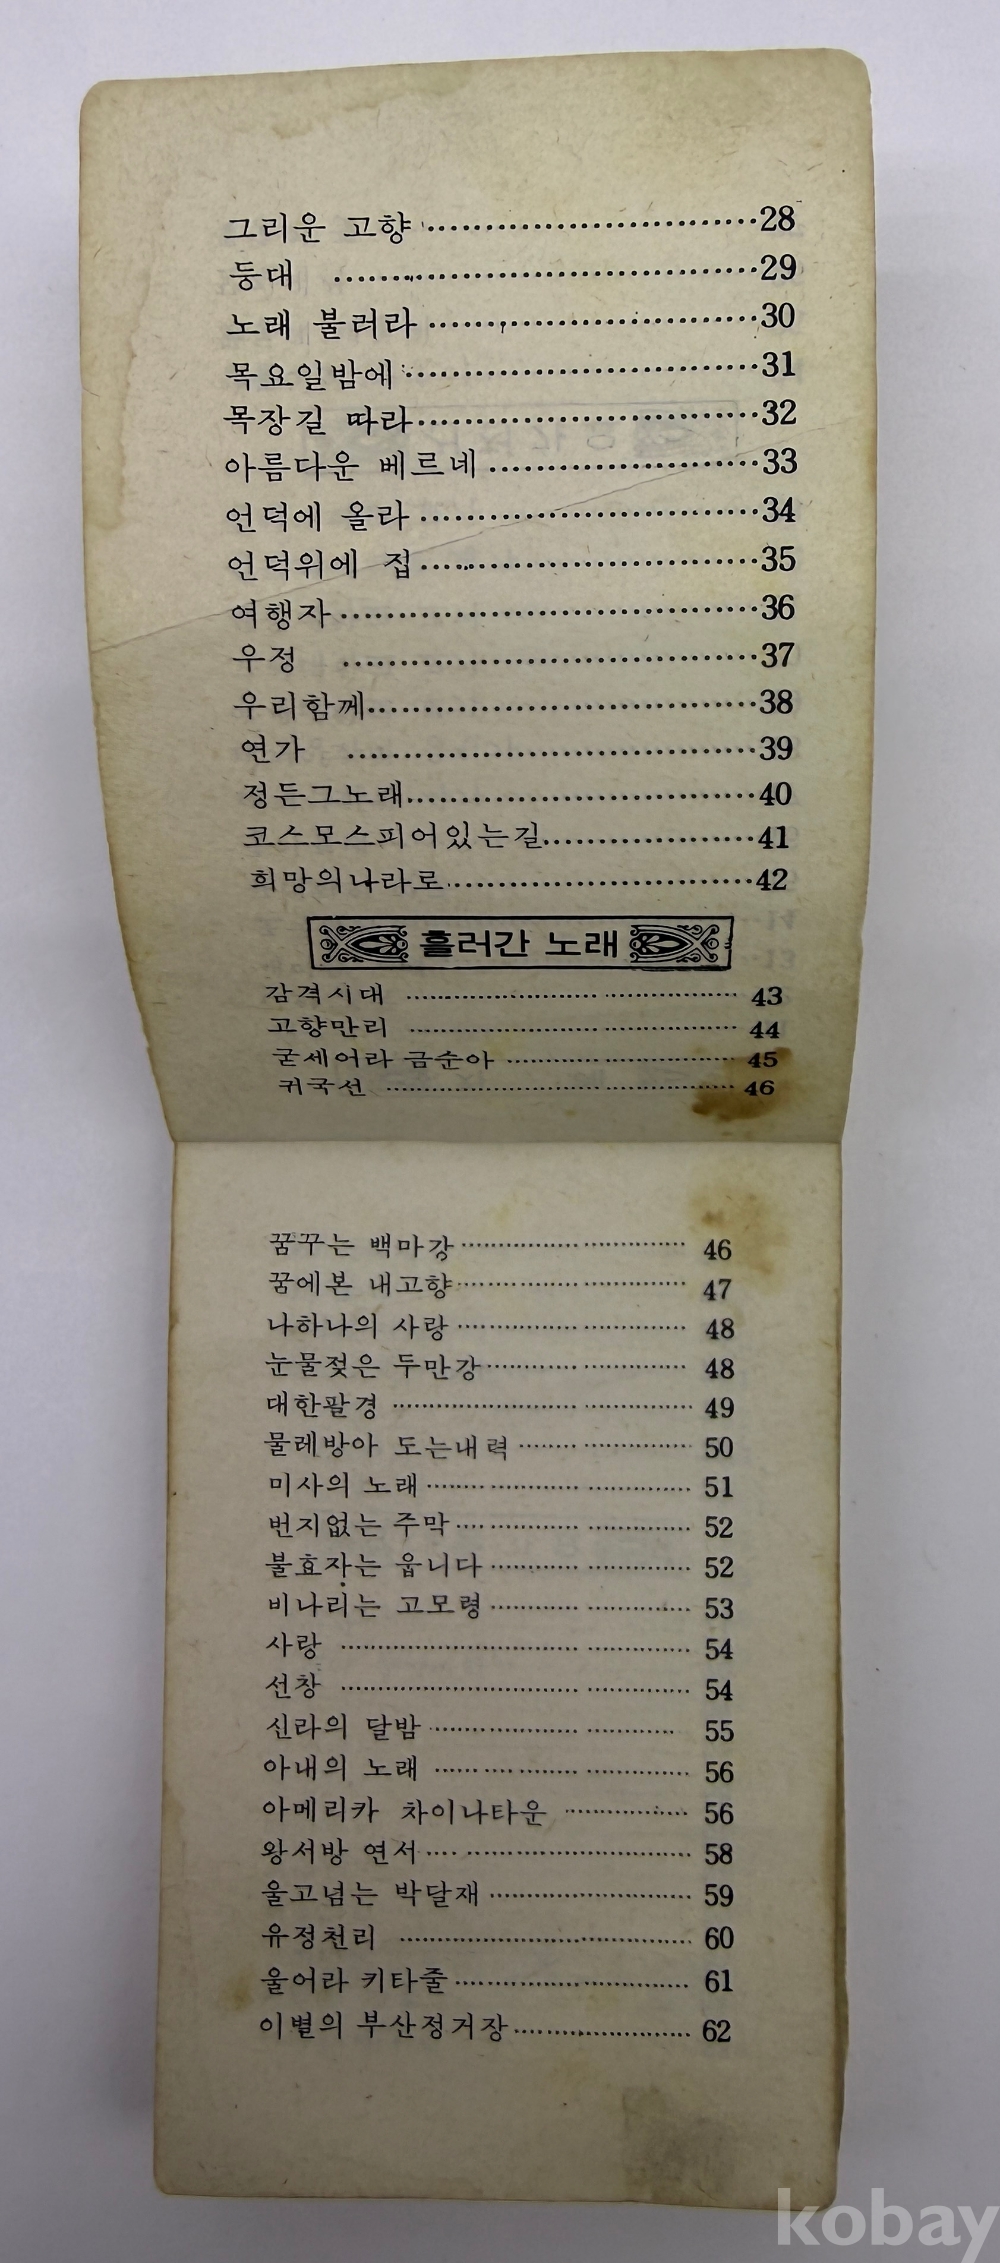 그리운 고향 ································28
둥대 ································29
노래 불러라 ································30
목요일밤에 ································31
목장길 따라 ································32
아름다운 베르네 ································33
언덕에 올라 ································34
언덕위에 접 ································35
여행자 ································36
우정 ································37
우리함께 ································38
연가 ································39
정든그노래 ································40
코스모스피어있는길 ································41
희망의나라로 ································42
흘러간 노래
감격시대 ································ 43
고향만리 ································ 44
굳세어라 금순아 ································ 45
귀국선 ································ 46
꿈꾸는 백마강 ································ 46
꿈에본 내고향 ································ 47
나하나의 사랑 ································ 48
눈물젖은 두만강 ································ 48
대한팔경 ································ 49
물레방아 도는내력 ································ 50
미사의 노래 ································ 51
번지없는 주막 ································ 52
불효자는 웁니다 ································ 52
비나리는 고모령 ································ 53
사랑 ································ 54
선창 ································ 54
신라의 달밤 ································ 55
아내의 노래 ································ 56
아메리카 차이나타운 ································ 56
왕서방 연서 ································ 58
울고넘는 박달재 ································ 59
유정천리 ································ 60
울어라 키타줄 ································ 61
이별의 부산정거장 ································ 62
kobay